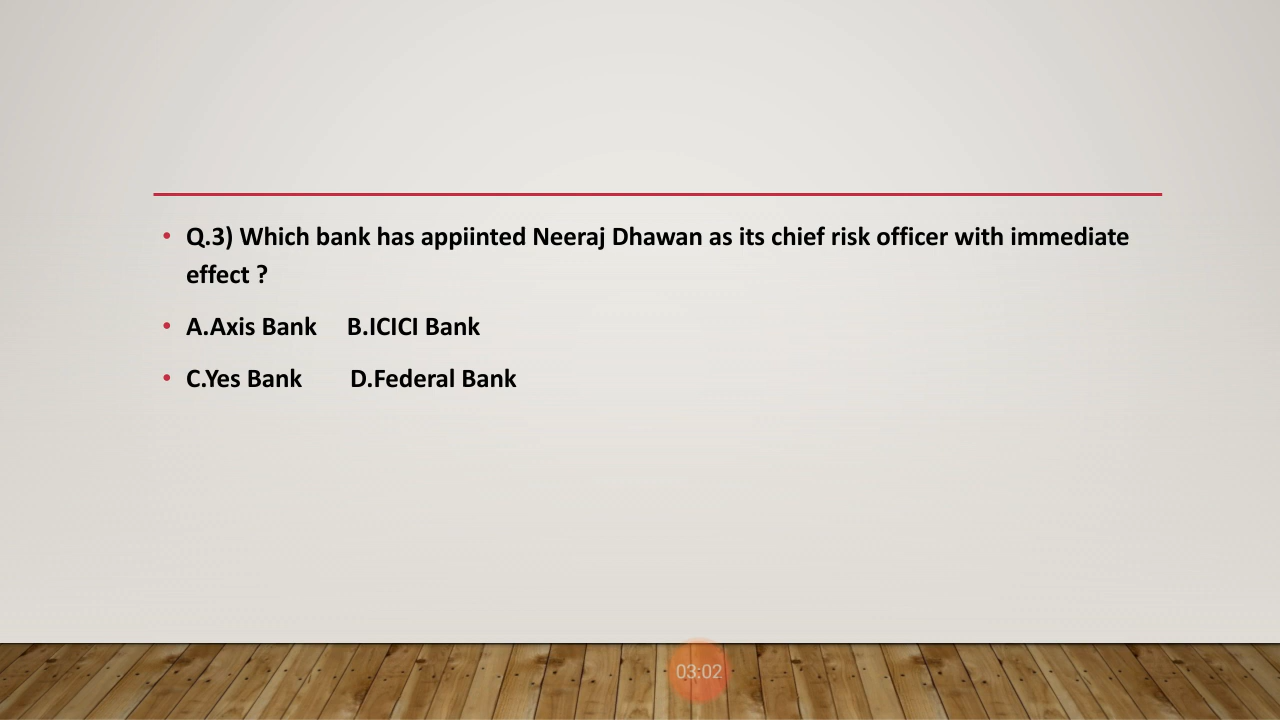 Q.3) Which bank has appiinted Neeraj Dhawan as its chief risk officer with immediate
effect ?
A.Axis Bank B.ICICI Bank
C.Yes Bank D.Federal Bank
03:02